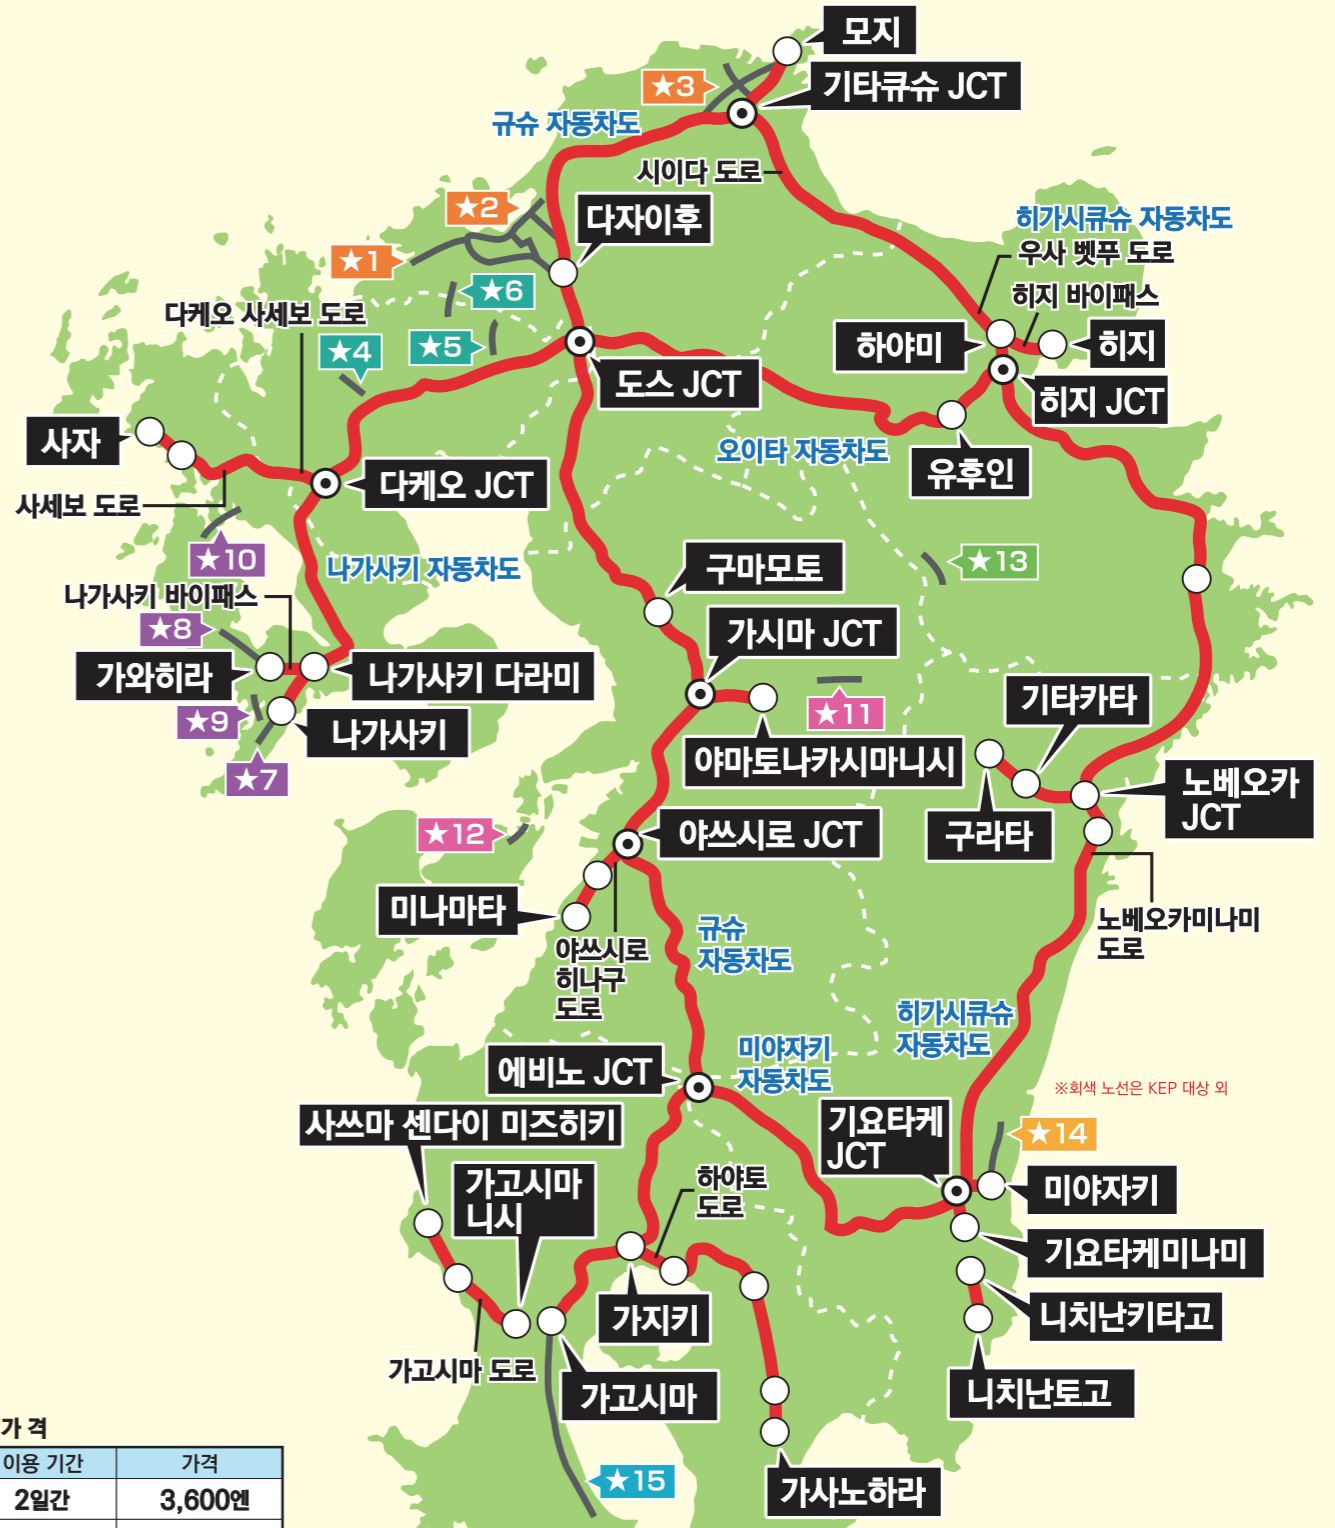 모지
★3
기타큐슈 JCT
규슈 자동차도
시이다 도로
★2
다자이후
히가시큐슈 자동차도
★1
우사 벳푸 도로
★6
히지 바이패스
다케오 사세보 도로
★4
★5
하야미
히지
도스 JCT
히지 JCT
사자
오이타 자동차도
유후인
다케오 JCT
사세보 도로
★10
나가사키 자동차도
구마모토
★13
나가사키 바이패스
★8
가시마 JCT
가와히라
나가사키 다라미
★9
★11
기타카타
나가사키
야마토나카시마니시
★7
노베오카
JCT
★12
야쓰시로 JCT
구라타
미나마타
규슈
자동차도
노베오카미나미
도로
야쓰시로
히나구
도로
히가시큐슈
자동차도
에비노 JCT
미야자키
자동차도
※회색 노선은 KEP 대상 외
사쓰마 센다이 미즈히키
기요타케
JCT
★14
가고시마
니시
하야토
도로
미야자키
기요타케미나미
가지키
니치난키타고
가고시마 도로
가고시마
니치난토고
가 격
이용 기간 가격
★15
가사노하라
2일간 3,600엔